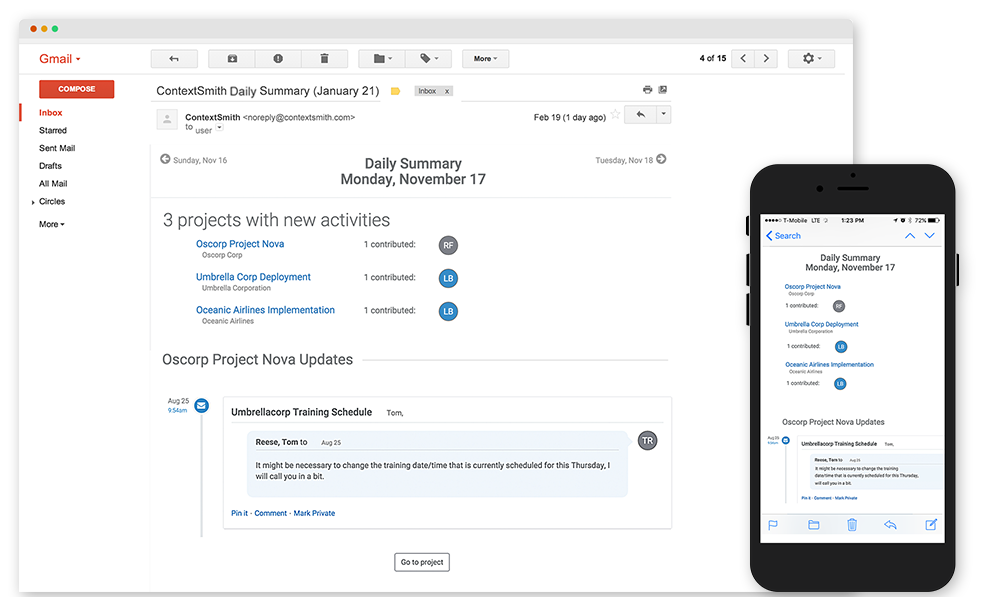 Gmail
More
4 of 15
COMPOSE
Inbox
Starred
Sent Mail
Drafts
All Mail
Circles
More
ContextSmith Daily Summary (January 21)
Inbox x
ContextSmith <noreply@contextsmith.com>
to user
Feb 19 (1 day ago)
Sunday, Nov 16
Daily Summary
Monday, November 17
Tuesday, Nov 18
3 projects with new activities
Oscorp Project Nova 1 contributed: RF
Oscorp Corp
Umbrella Corp Deployment 1 contributed: LB
Umbrella Corporation
Oceanic Airlines Implementation 1 contributed: LB
Oceanic Airlines
Oscorp Project Nova Updates
Aug 25
9:54am
Umbrellacorp Training Schedule Tom,
Reese, Tom to Aug 25
TR
It might be necessary to change the training date/time that is currently scheduled for this Thursday, I
will call you in a bit.
Pin it - Comment - Mark Private
Go to project
T-Mobile LTE 1:23 PM 72%
Search
Daily Summary
Monday, November 17
Oscorp Project Nova
Oscorp Corp
1 contributed: RF
Umbrella Corp Deployment
Umbrella Corporation
1 contributed: LB
Oceanic Airlines Implementation
Oceanic Airlines
1 contributed: LB
Oscorp Project Nova Updates
Aug 25
9:54am
Umbrellacorp Training Schedule Tom,
Reese, Tom to Aug 25
It might be necessary to change the training
date/time that is currently scheduled for this Thursday,
will call you in a bit.
Pin it - Comment - Mark Private